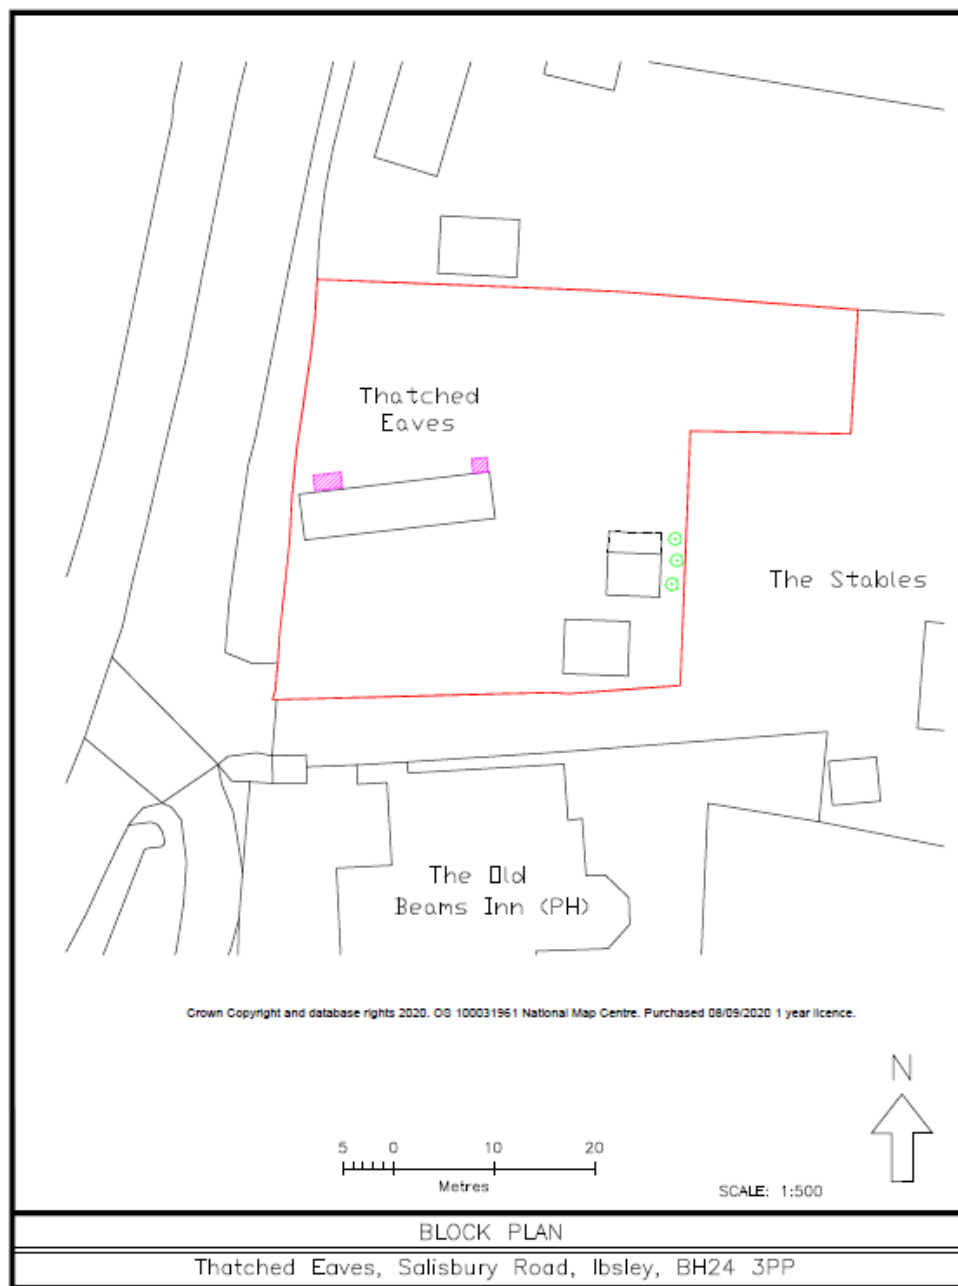 Thatched
Eaves
The Stables
The Old
Beams Inn (PH)
Crown Copyright and database rights 2020. OS 100031961 National Map Centre. Purchased 08/09/2020 1 year licence.
N
5 0 10 20
Metres
SCALE: 1:500
BLOCK PLAN
Thatched Eaves, Salisbury Road, Ibsley, BH24 3PP